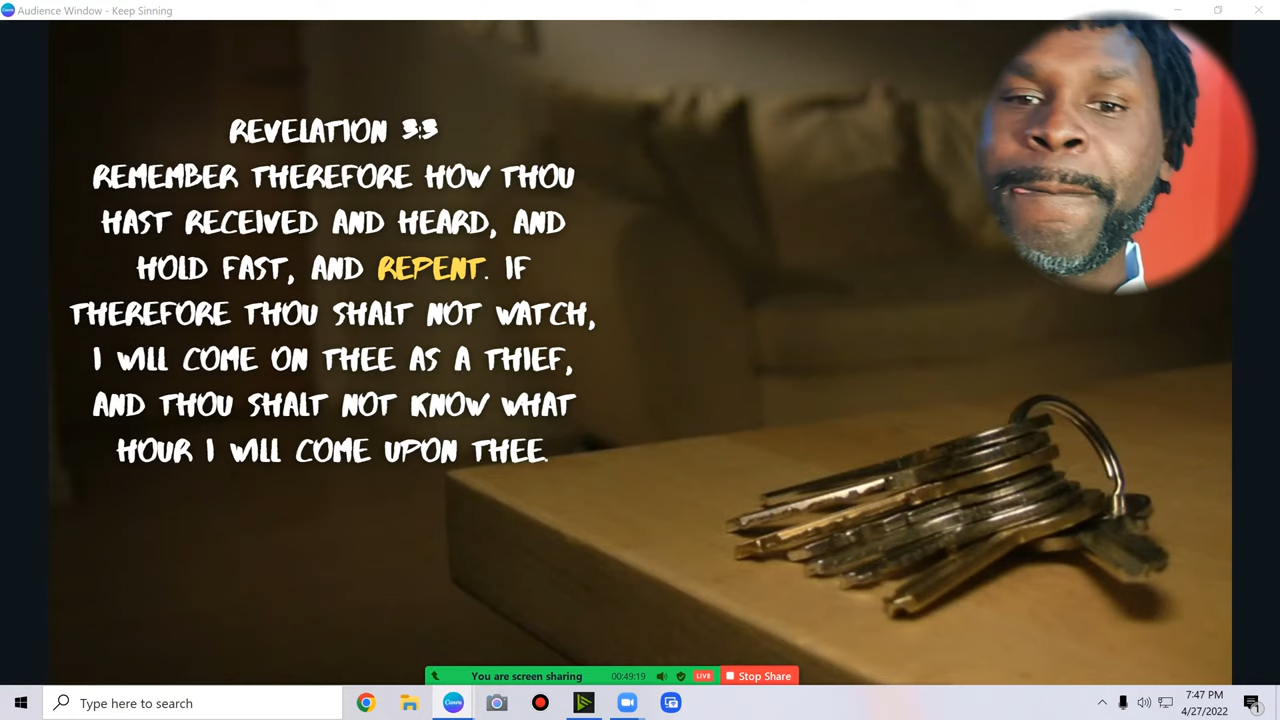 Audience Window - Keep Sinning
REVELATION 3:3
REMEMBER THEREFORE HOW THOU
HAST RECEIVED AND HEARD, AND
HOLD FAST, AND REPENT. IF
THEREFORE THOU SHALT NOT WATCH,
I WILL COME ON THEE AS A THIEF,
AND THOU SHALT NOT KNOW WHAT
HOUR I WILL COME UPON THEE.
You are screen sharing 00:49:19 LIVE Stop Share
Type here to search
Canva
7:47 PM
4/27/2022
1